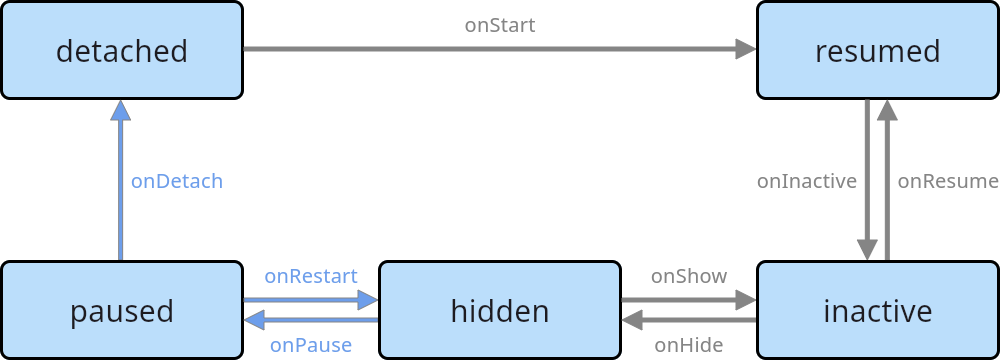 onStart
detached
resumed
onDetach
onInactive
onResume
onRestart
onShow
paused
hidden
inactive
onPause
onHide